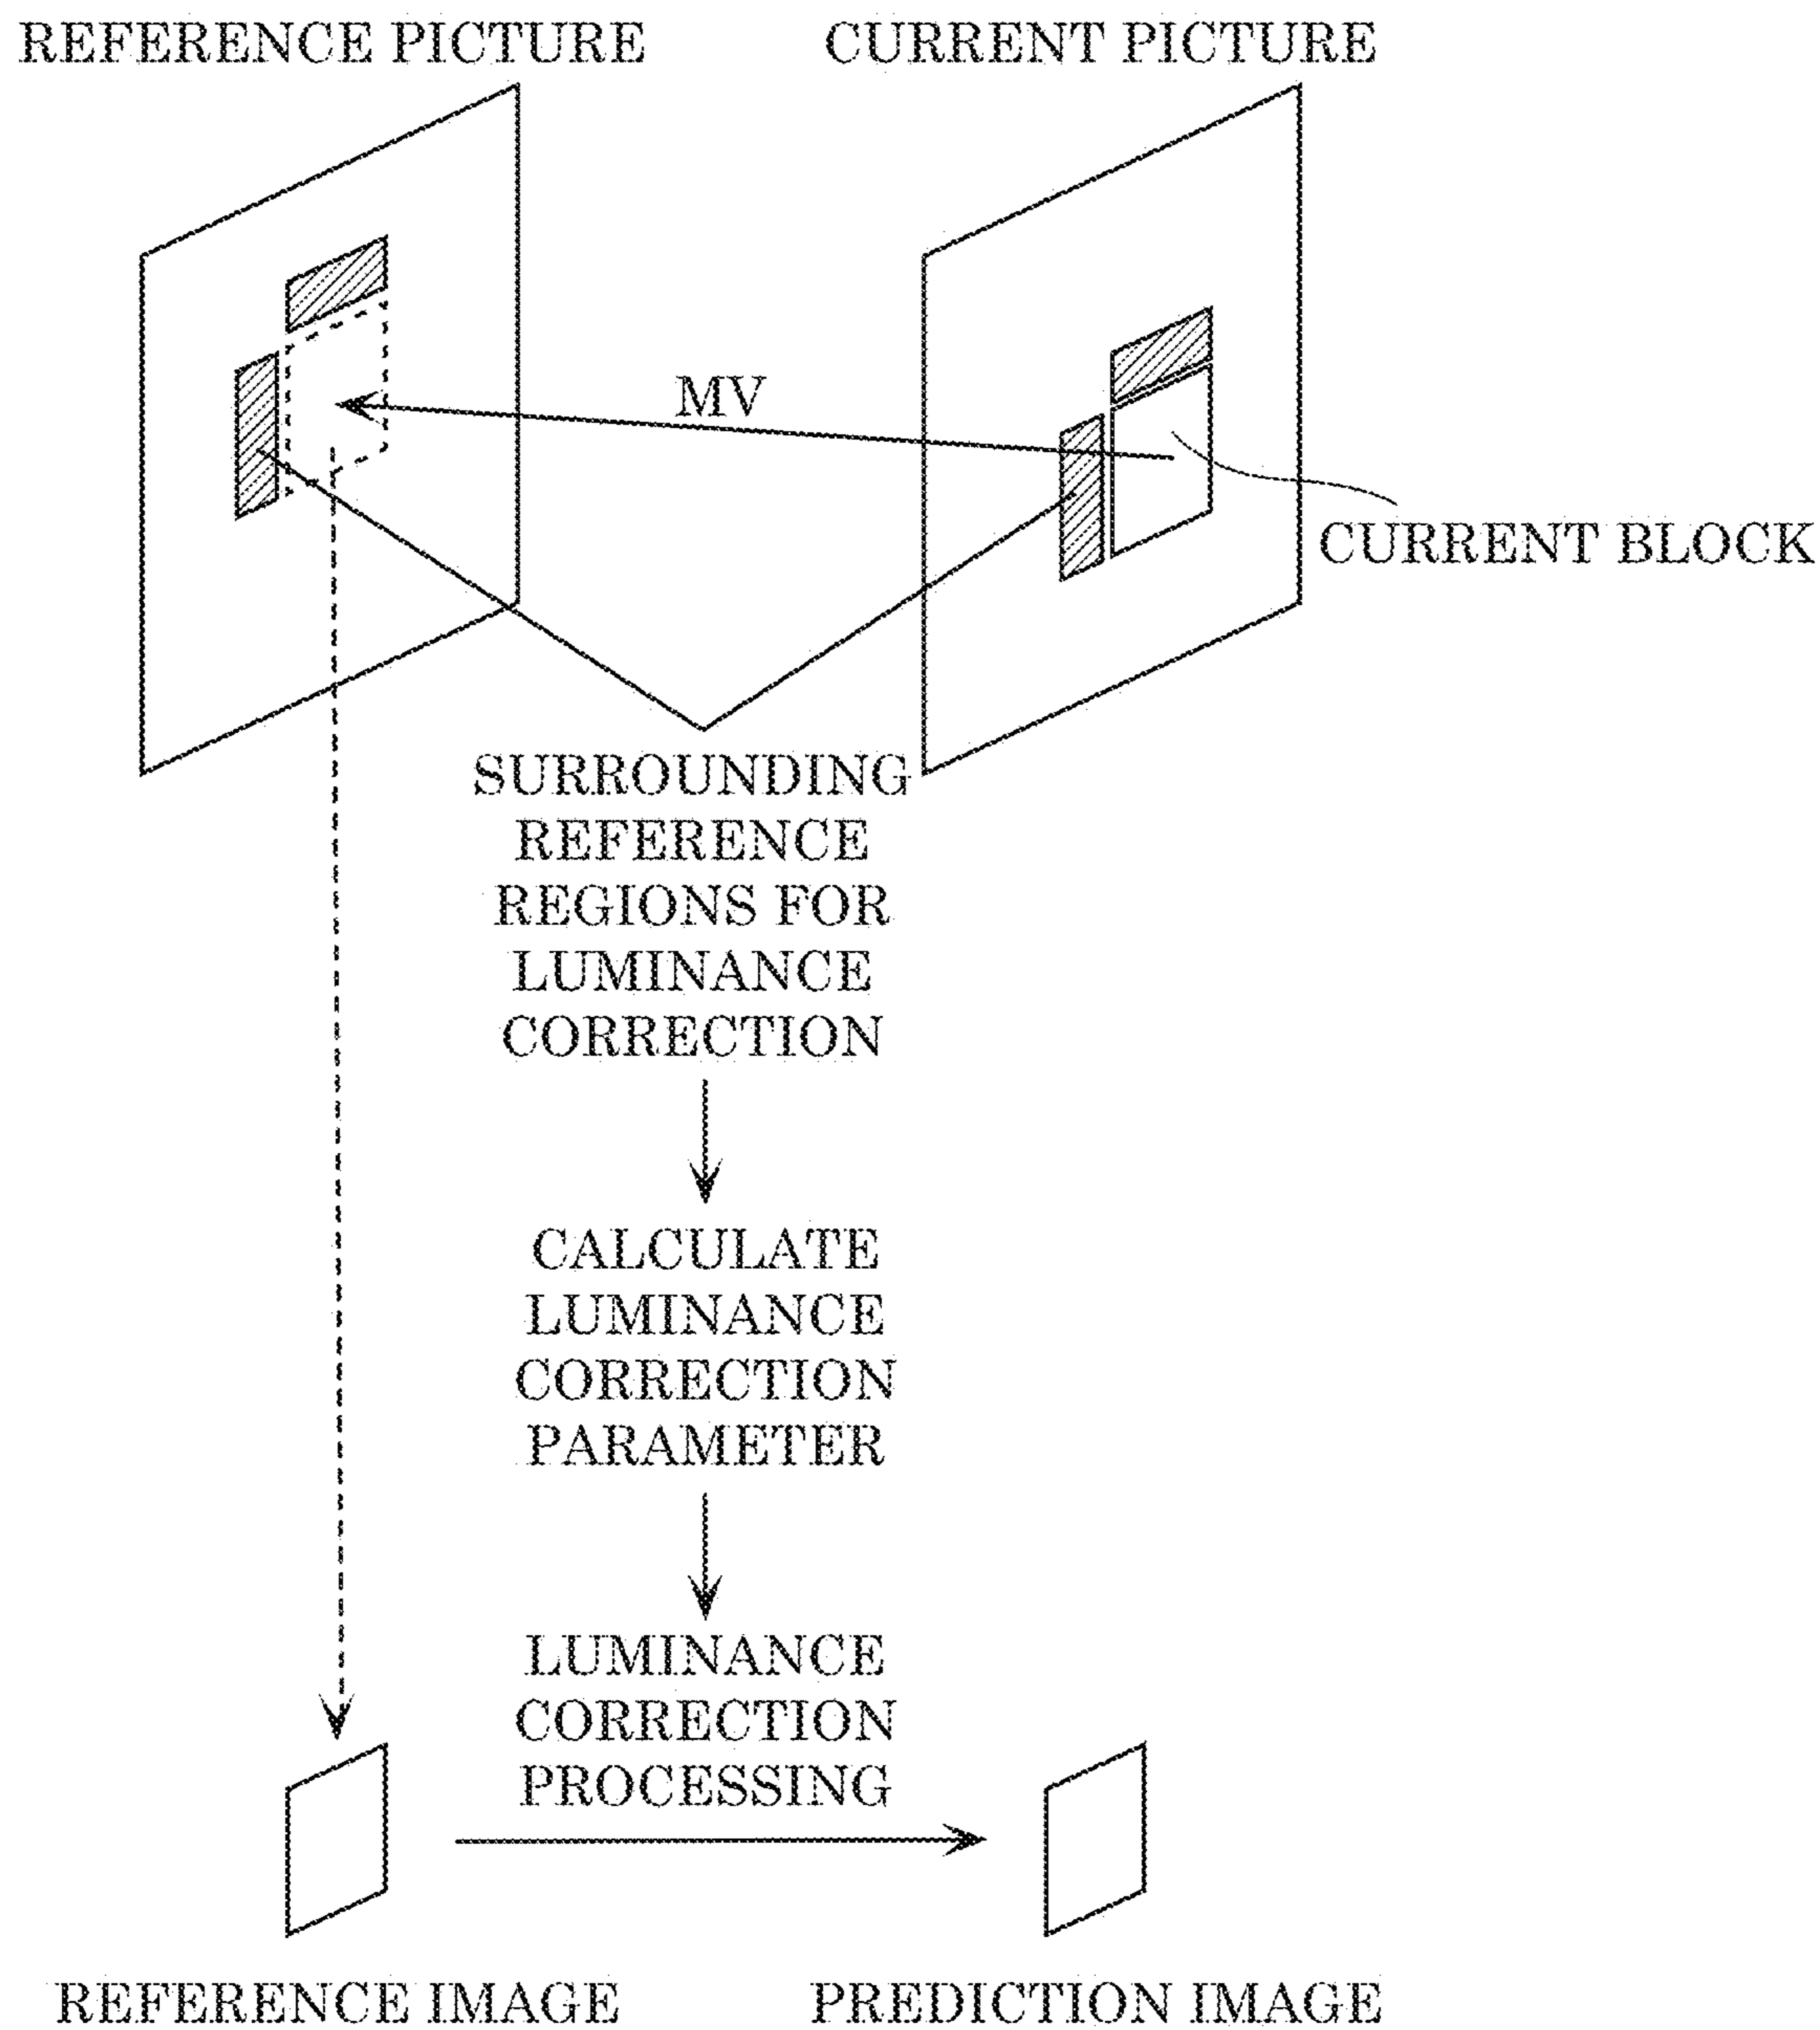 REFERENCE PICTURE
CURRENT PICTURE
MV
CURRENT BLOCK
SURROUNDING
REFERENCE
REGIONS FOR
LUMINANCE
CORRECTION
CALCULATE
LUMINANCE
CORRECTION
PARAMETER
LUMINANCE
CORRECTION
PROCESSING
REFERENCE IMAGE
PREDICTION IMAGE